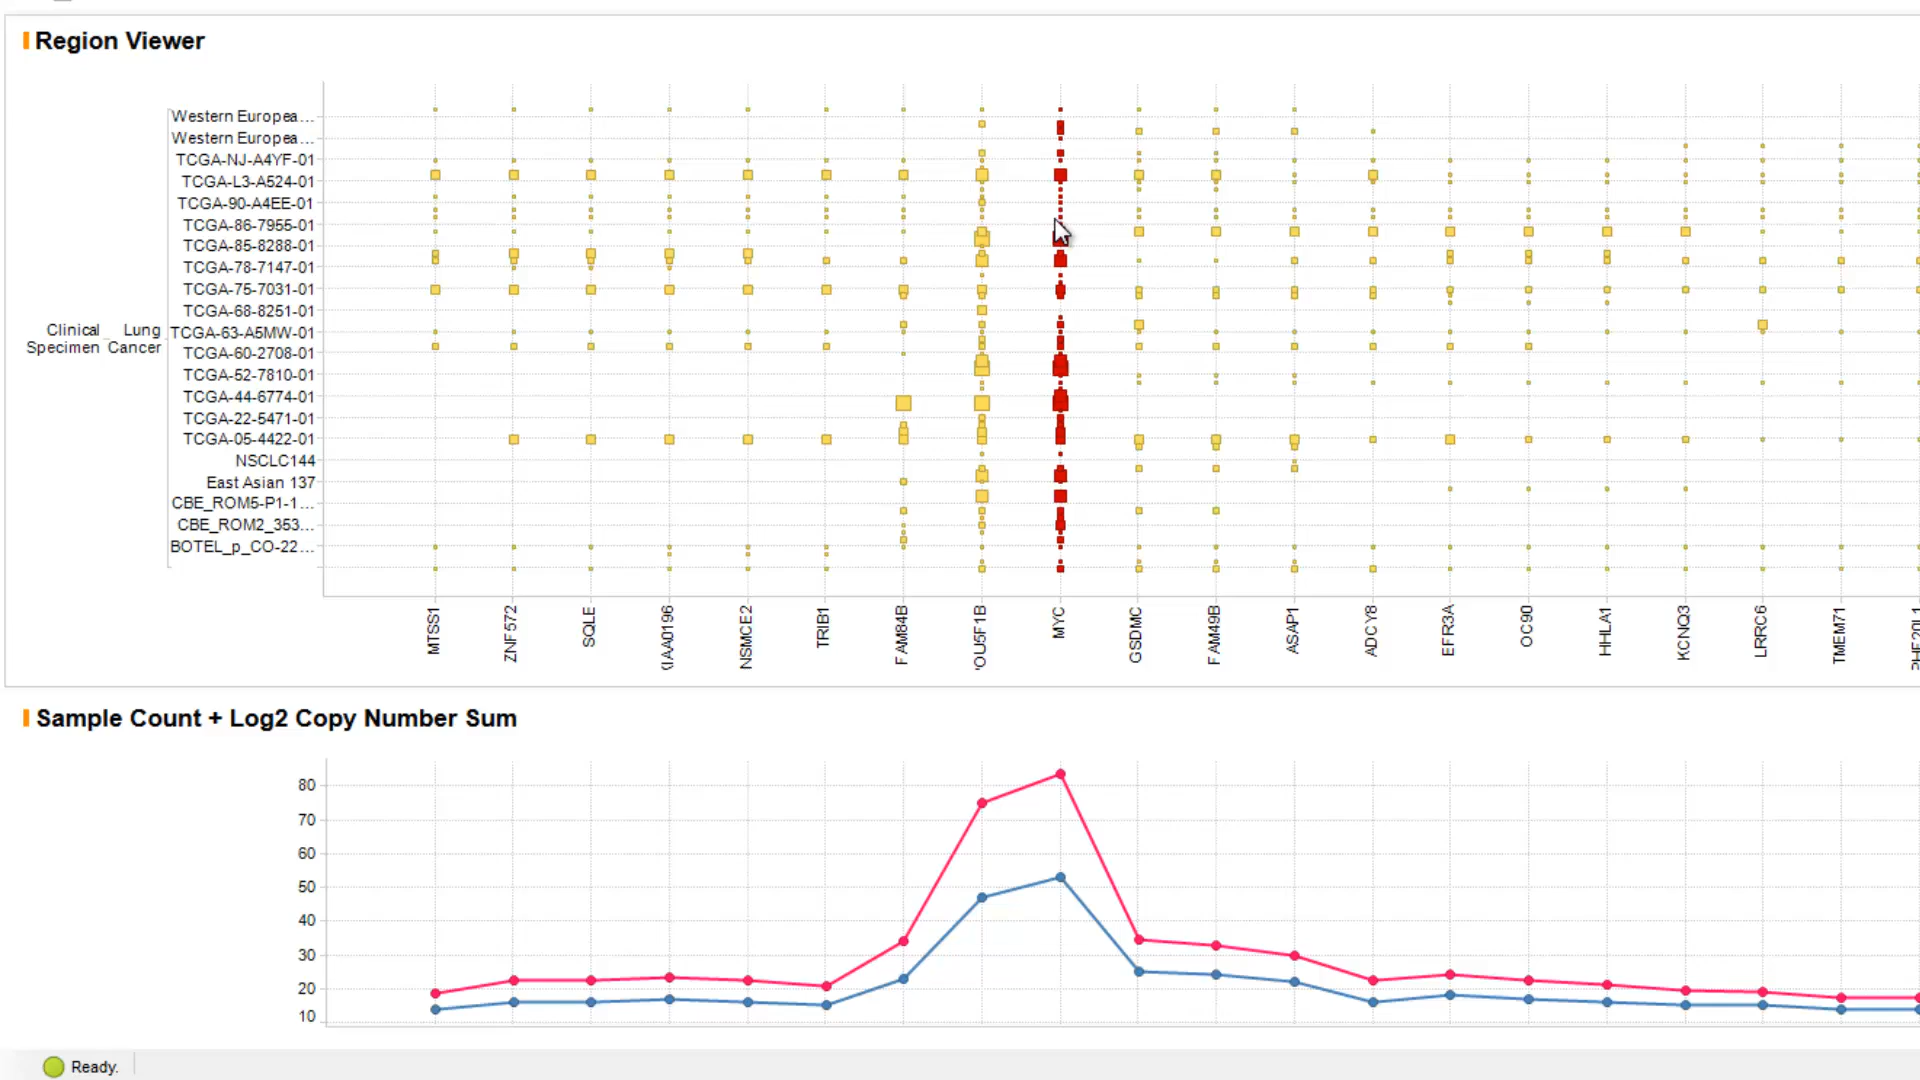 Region Viewer
Western Europea...
Western Europea...
TCGA-NJ-A4YF-01
TCGA-L3-A524-01
TCGA-90-A4EE-01
TCGA-86-7955-01
TCGA-85-8288-01
TCGA-78-7147-01
TCGA-75-7031-01
TCGA-68-8251-01
Clinical Specimen
Lung Cancer
TCGA-63-A5MW-01
TCGA-60-2708-01
TCGA-52-7810-01
TCGA-44-6774-01
TCGA-22-5471-01
TCGA-05-4422-01
NSCLC144
East Asian 137
CBE_ROM5-P1-1...
CBE_ROM2_353...
BOTEL_p_CO-22...
MTSS1
ZNF572
SQLE
(IAA0196
NSMCE2
TRIB1
FAM84B
'OU5F1B
MYC
GSDMC
FAM49B
ASAP1
ADCY8
EFR3A
OC90
HHLA1
KCNQ3
LRRC6
TMEM71
Sample Count + Log2 Copy Number Sum
80
70
60
50
40
30
20
10
Ready.